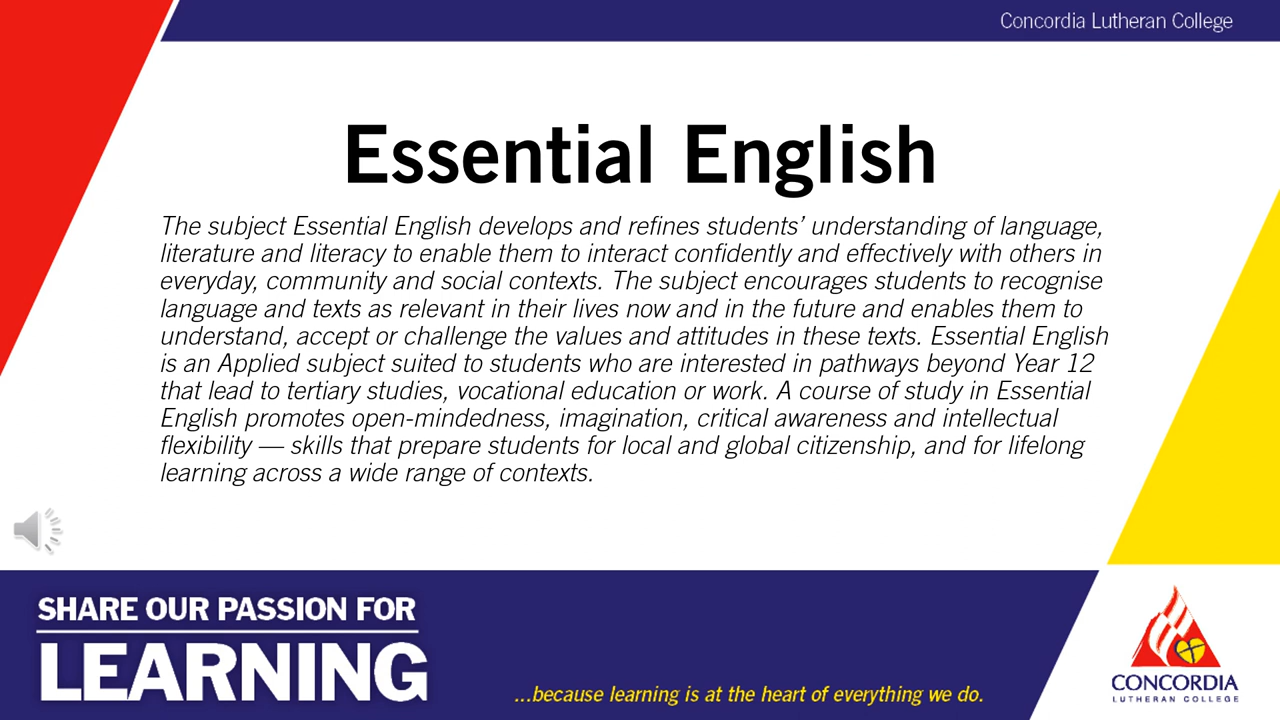 Concordia Lutheran College
Essential English
The subject Essential English develops and refines students’ understanding of language,
literature and literacy to enable them to interact confidently and effectively with others in
everyday, community and social contexts. The subject encourages students to recognise
language and texts as relevant in their lives now and in the future and enables them to
understand, accept or challenge the values and attitudes in these texts. Essential English
is an Applied subject suited to students who are interested in pathways beyond Year 12
that lead to tertiary studies, vocational education or work. A course of study in Essential
English promotes open-mindedness, imagination, critical awareness and intellectual
flexibility — skills that prepare students for local and global citizenship, and for lifelong
learning across a wide range of contexts.
SHARE OUR PASSION FOR
LEARNING
...because learning is at the heart of everything we do.
CONCORDIA
LUTHERAN COLLEGE